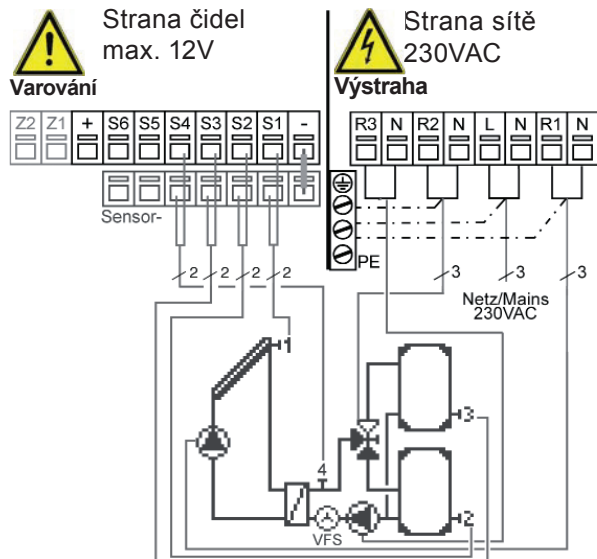 Strana čidel
max. 12V
Varování
Strana sítě
230VAC
Výstraha
Z2 Z1 + S6 S5 S4 S3 S2 S1 -
R3 N R2 N L N R1 N
Sensor-
PE
2 2 2 2
3 3 3
Netz/Mains
230VAC
1
3
4
2
VFS